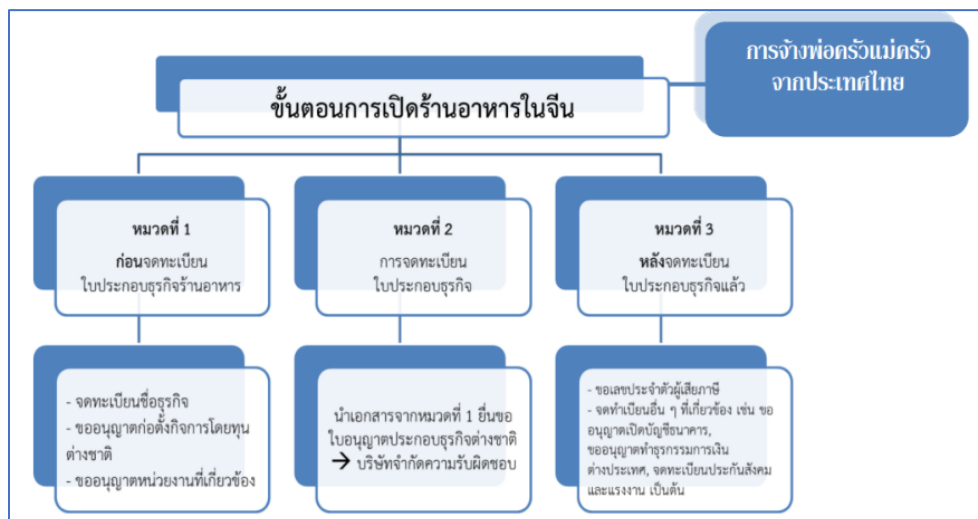 การจ้างพ่อครัวแม่ครัว
จากประเทศไทย
ขั้นตอนการเปิดร้านอาหารในจีน
หมวดที่ 1
ก่อนจดทะเบียน
ใบประกอบธุรกิจร้านอาหาร
หมวดที่ 2
การจดทะเบียน
ใบประกอบธุรกิจ
หมวดที่ 3
หลังจดทะเบียน
ใบประกอบธุรกิจแล้ว
- จดทะเบียนชื่อธุรกิจ
- ขออนุญาตก่อตั้งกิจการโดยทุน
ต่างชาติ
- ขออนุญาตหน่วยงานที่เกี่ยวข้อง
นำเอกสารจากหมวดที่ 1 ยื่นขอ
ใบอนุญาตประกอบธุรกิจต่างชาติ
→ บริษัทจำกัดความรับผิดชอบ
- ขอเลขประจำตัวผู้เสียภาษี
- จดทำเบียนอื่น ๆ ที่เกี่ยวข้อง เช่น ขอ
อนุญาตเปิดบัญชีธนาคาร,
ขออนุญาตทำธุรกรรมการเงิน
ต่างประเทศ, จดทะเบียนประกันสังคม
และแรงงาน เป็นต้น